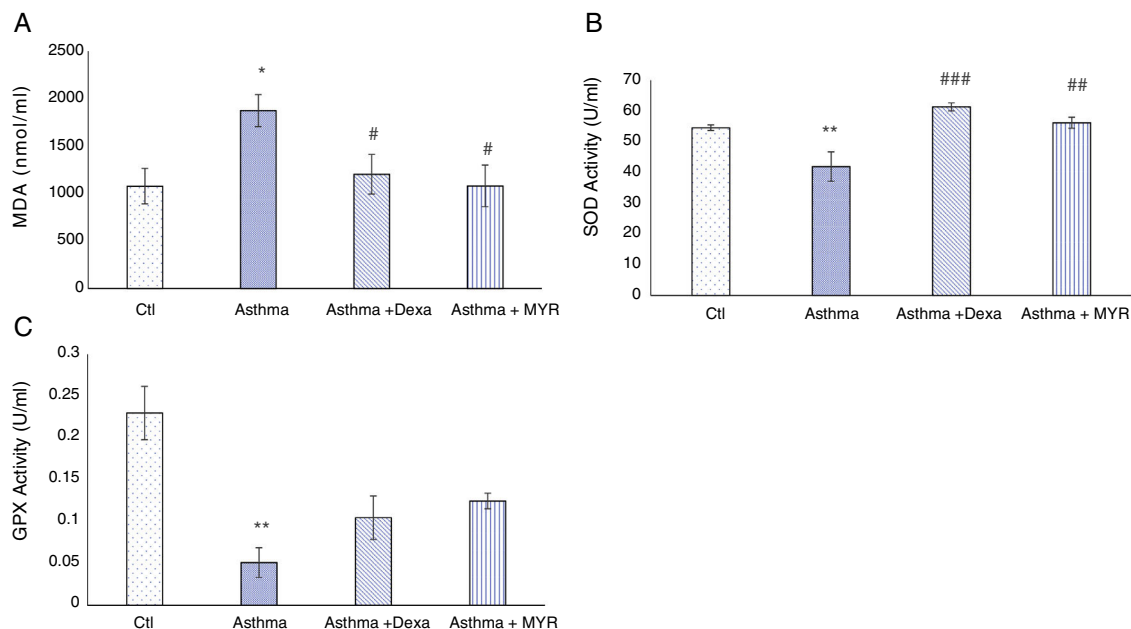 A
MDA (nmol/ml)
2500
2000
1500
1000
500
0
*
#
#
Ctl
Asthma
Asthma +Dexa
Asthma + MYR
B
SOD Activity (U/ml)
70
60
50
40
30
20
10
0
**
###
##
Ctl
Asthma
Asthma +Dexa
Asthma + MYR
C
GPX Activity (U/ml)
0.3
0.25
0.2
0.15
0.1
0.05
0
**
Ctl
Asthma
Asthma +Dexa
Asthma + MYR